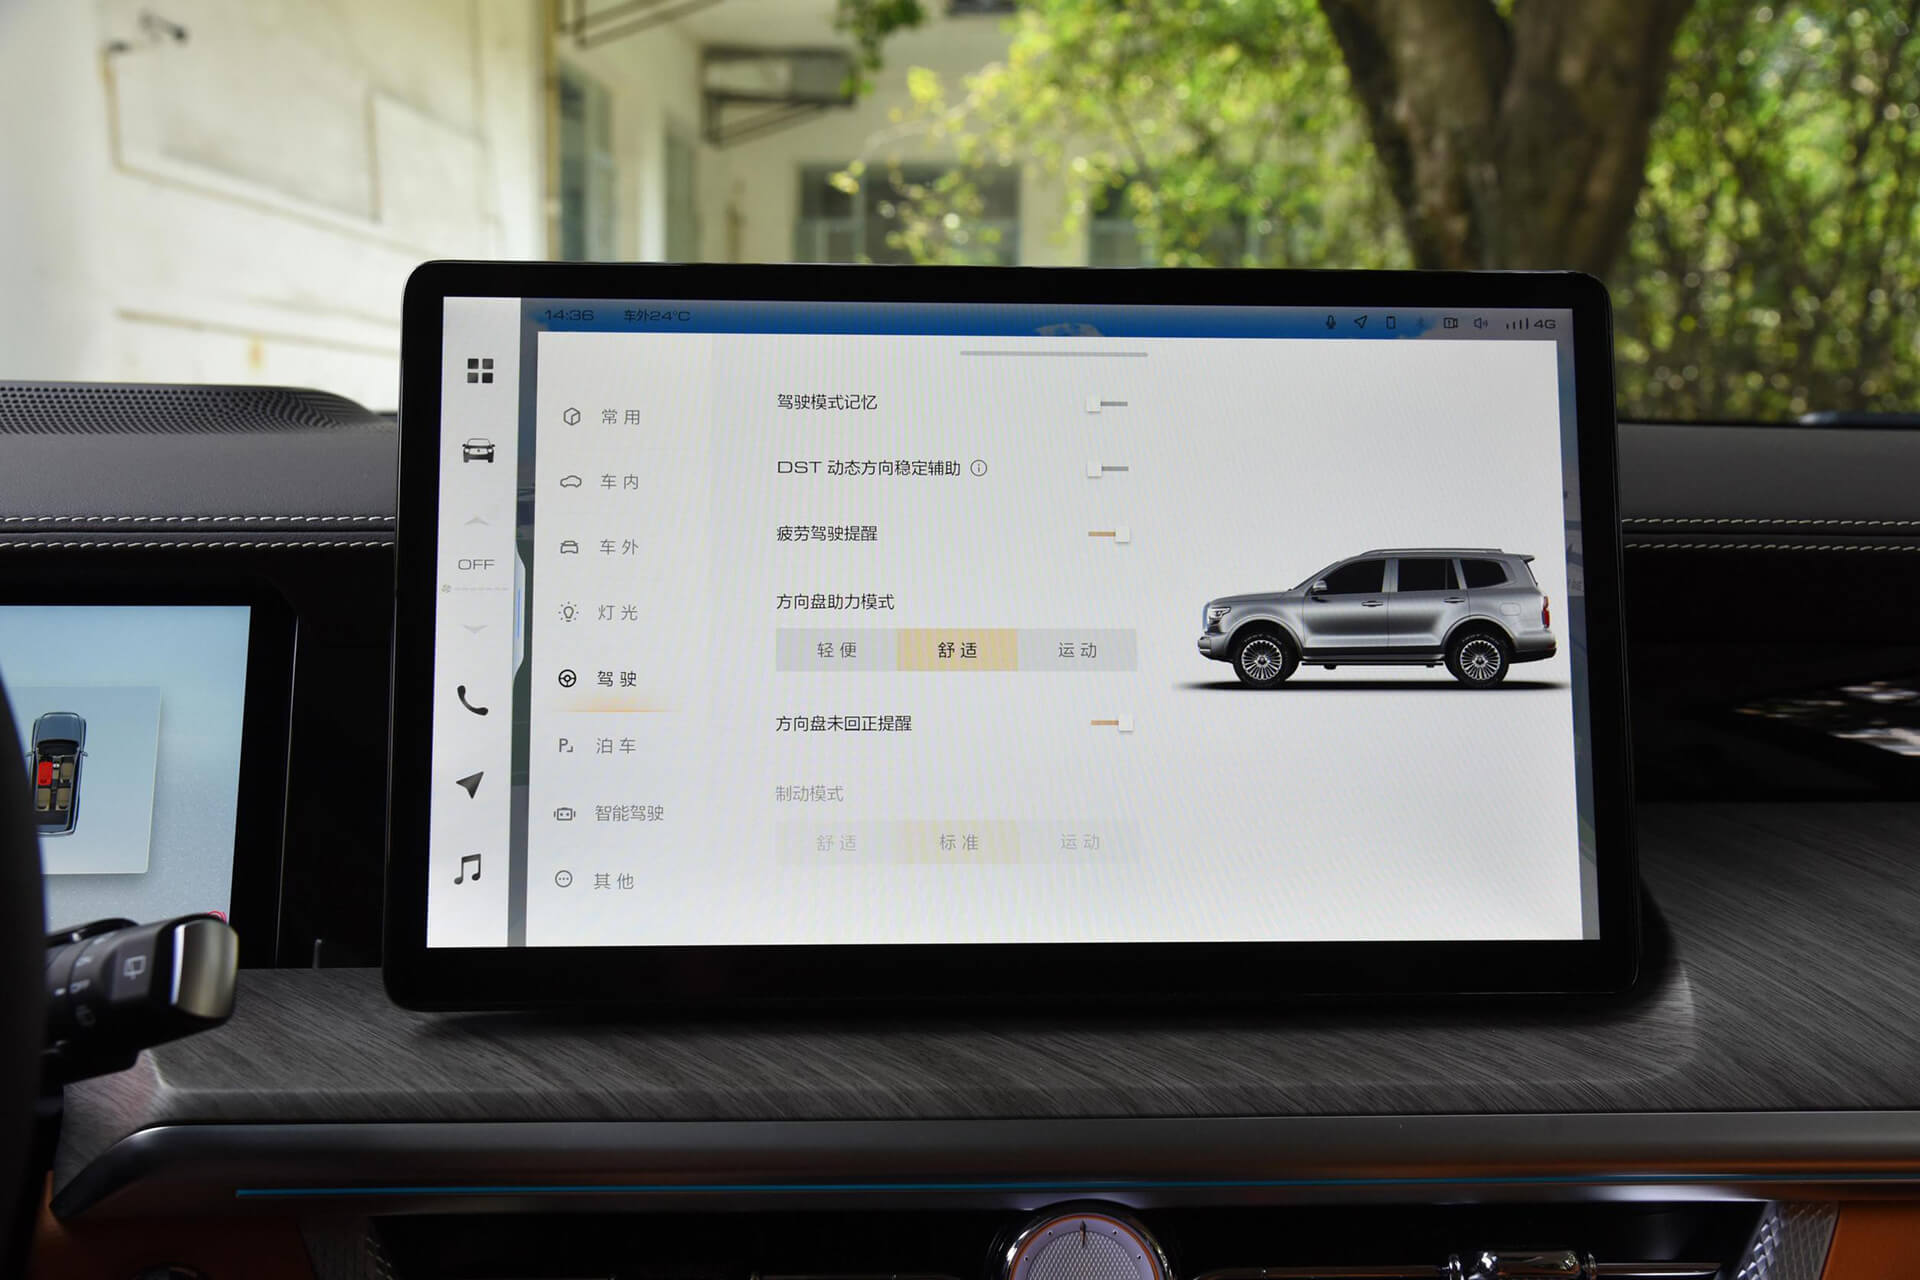 14:36 车外24°C
4G
常用
车内
车外
灯光
驾驶
泊车
智能驾驶
其他
OFF
驾驶模式记忆
DST 动态方向稳定辅助
疲劳驾驶提醒
方向盘助力模式
轻便 舒适 运动
方向盘未回正提醒
制动模式
舒适 标准 运动